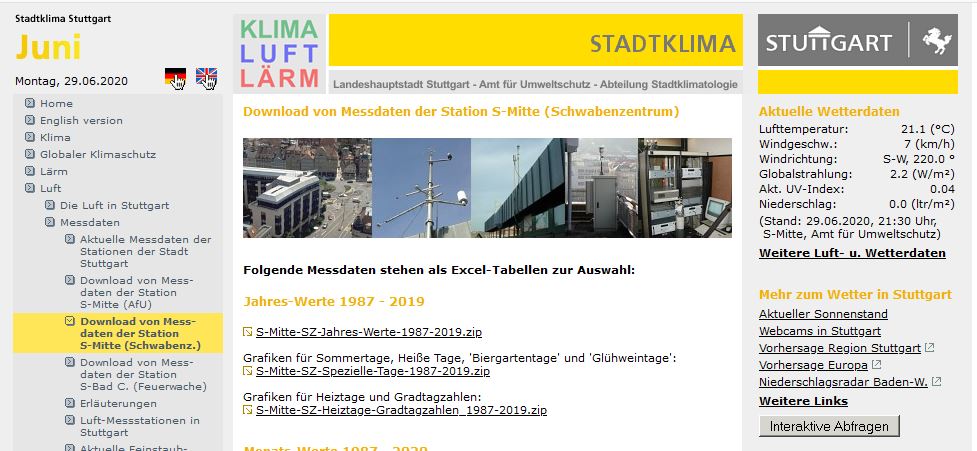 Stadtklima Stuttgart
Juni
Montag, 29.06.2020
Home
English version
Klima
Globaler Klimaschutz
Lärm
Luft
Die Luft in Stuttgart
Messdaten
Aktuelle Messdaten der
Stationen der Stadt
Stuttgart
Download von Mess-
daten der Station
S-Mitte (AfU)
Download von Mess-
daten der Station
S-Mitte (Schwabenz.)
Download von Mess-
daten der Station
S-Bad C. (Feuerwache)
Erläuterungen
Luft-Messstationen in
Stuttgart
Aktuelle Feinstaub-
KLIMA
LUFT
LÄRM
STADTKLIMA
Landeshauptstadt Stuttgart - Amt für Umweltschutz - Abteilung Stadtklimatologie
Download von Messdaten der Station S-Mitte (Schwabenzentrum)
Folgende Messdaten stehen als Excel-Tabellen zur Auswahl:
Jahres-Werte 1987 - 2019
S-Mitte-SZ-Jahres-Werte-1987-2019.zip
Grafiken für Sommertage, Heiße Tage, 'Biergartentage' und 'Glühweintage':
S-Mitte-SZ-Spezielle-Tage-1987-2019.zip
Grafiken für Heiztage und Gradtagzahlen:
S-Mitte-SZ-Heiztage-Gradtagzahlen_1987-2019.zip
Monats-Werte 1987 - 2020
STUTTGART
Aktuelle Wetterdaten
Lufttemperatur: 21.1 (°C)
Windgeschw.: 7 (km/h)
Windrichtung: S-W, 220.0 °
Globalstrahlung: 2.2 (W/m²)
Akt. UV-Index: 0.04
Niederschlag: 0.0 (ltr/m²)
(Stand: 29.06.2020, 21:30 Uhr,
S-Mitte, Amt für Umweltschutz)
Weitere Luft- u. Wetterdaten
Mehr zum Wetter in Stuttgart
Aktueller Sonnenstand
Webcams in Stuttgart
Vorhersage Region Stuttgart
Vorhersage Europa
Niederschlagsradar Baden-W.
Weitere Links
Interaktive Abfragen